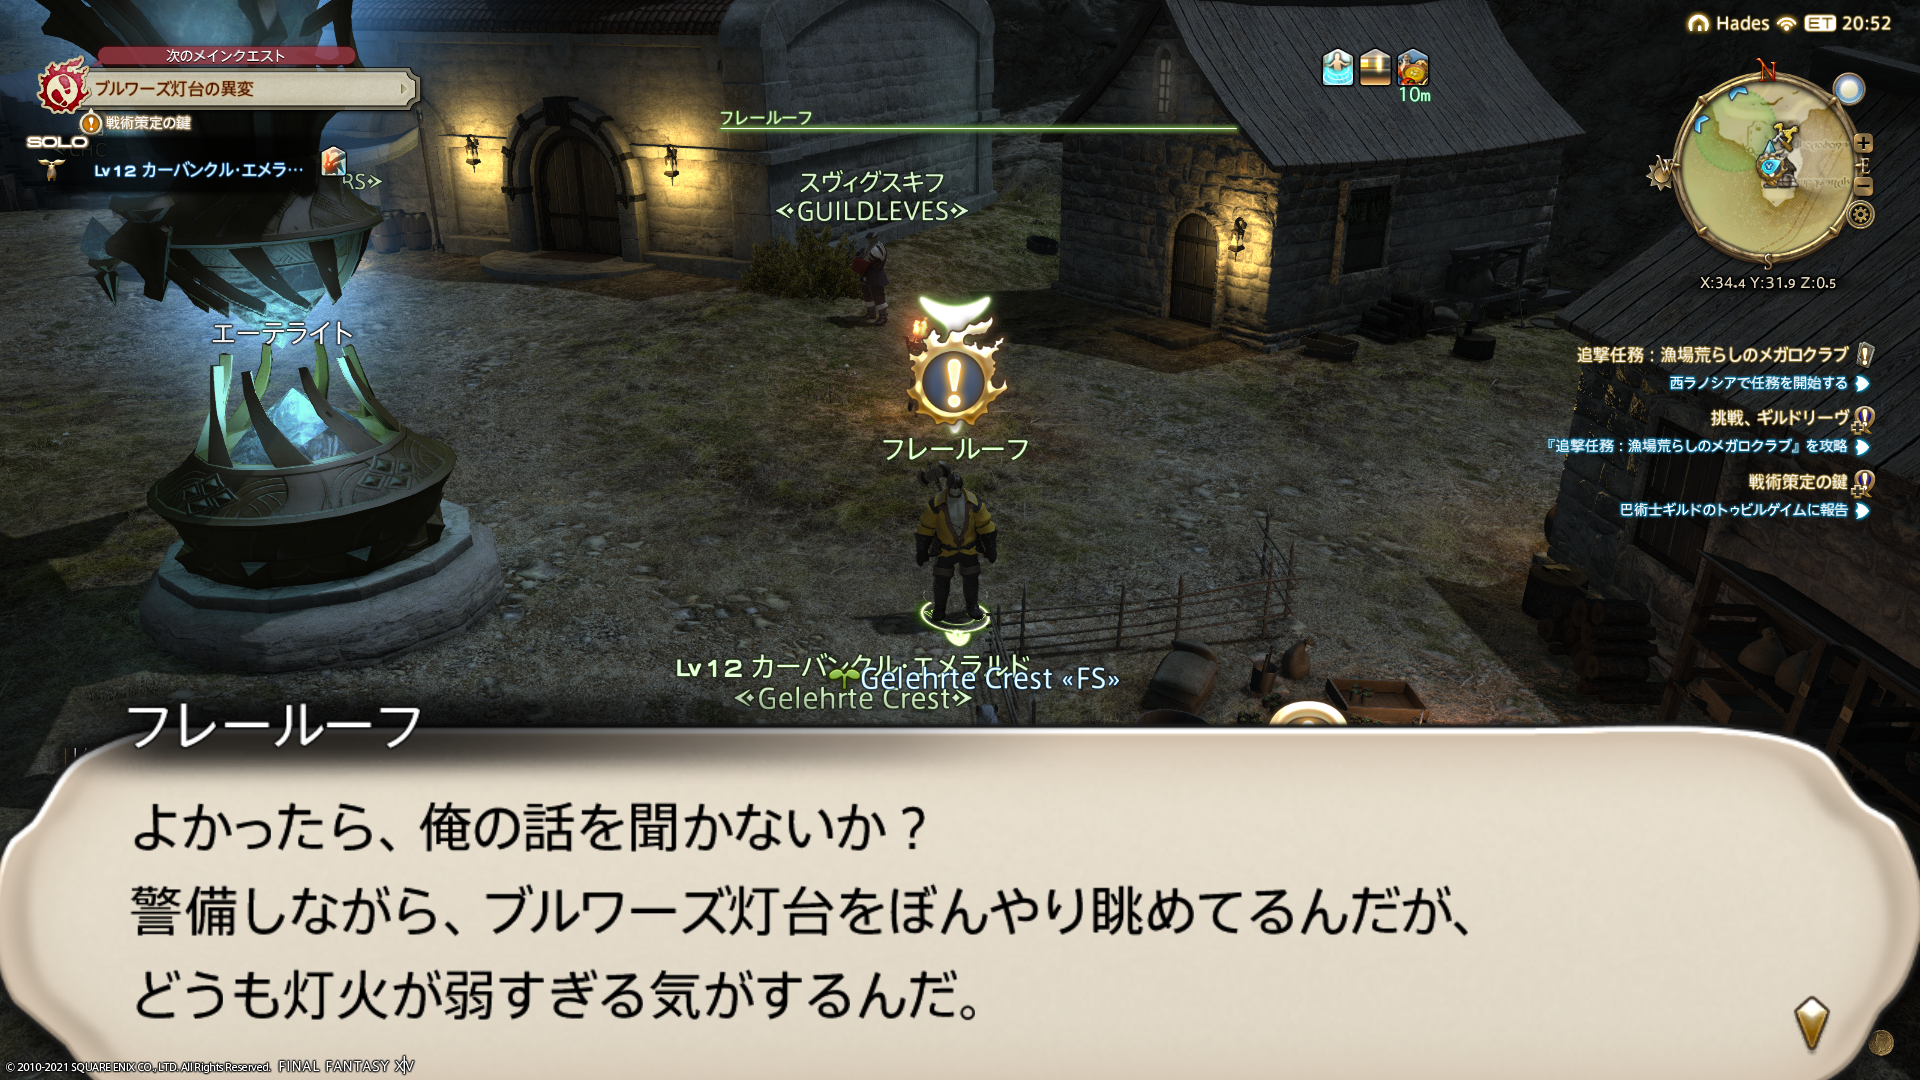 Hades ET 20:52
次のメインクエスト
ブルワーズ灯台の異変
戦術策定の鍵
SOLO
Lv12 カーバンクル・エメラ…
RS
10m
フレールーフ
スヴィグスキフ
GUILDLEVES
N
W
E
S
X:34.4 Y:31.9 Z:0.5
エーテライト
追撃任務：漁場荒らしのメガロクラブ
西ラノシアで任務を開始する
挑戦、ギルドリーヴ
『追撃任務：漁場荒らしのメガロクラブ』を攻略
戦術策定の鍵
巴術士ギルドのトゥビルゲイムに報告
フレールーフ
Lv12 カーバンクル・エメラルド
Gelehrte Crest «FS»
Gelehrte Crest
フレールーフ
よかったら、俺の話を聞かないか？
警備しながら、ブルワーズ灯台をぼんやり眺めてるんだが、
どうも灯火が弱すぎる気がするんだ。
© 2010-2021 SQUARE ENIX CO., LTD. All Rights Reserved. FINAL FANTASY XIV